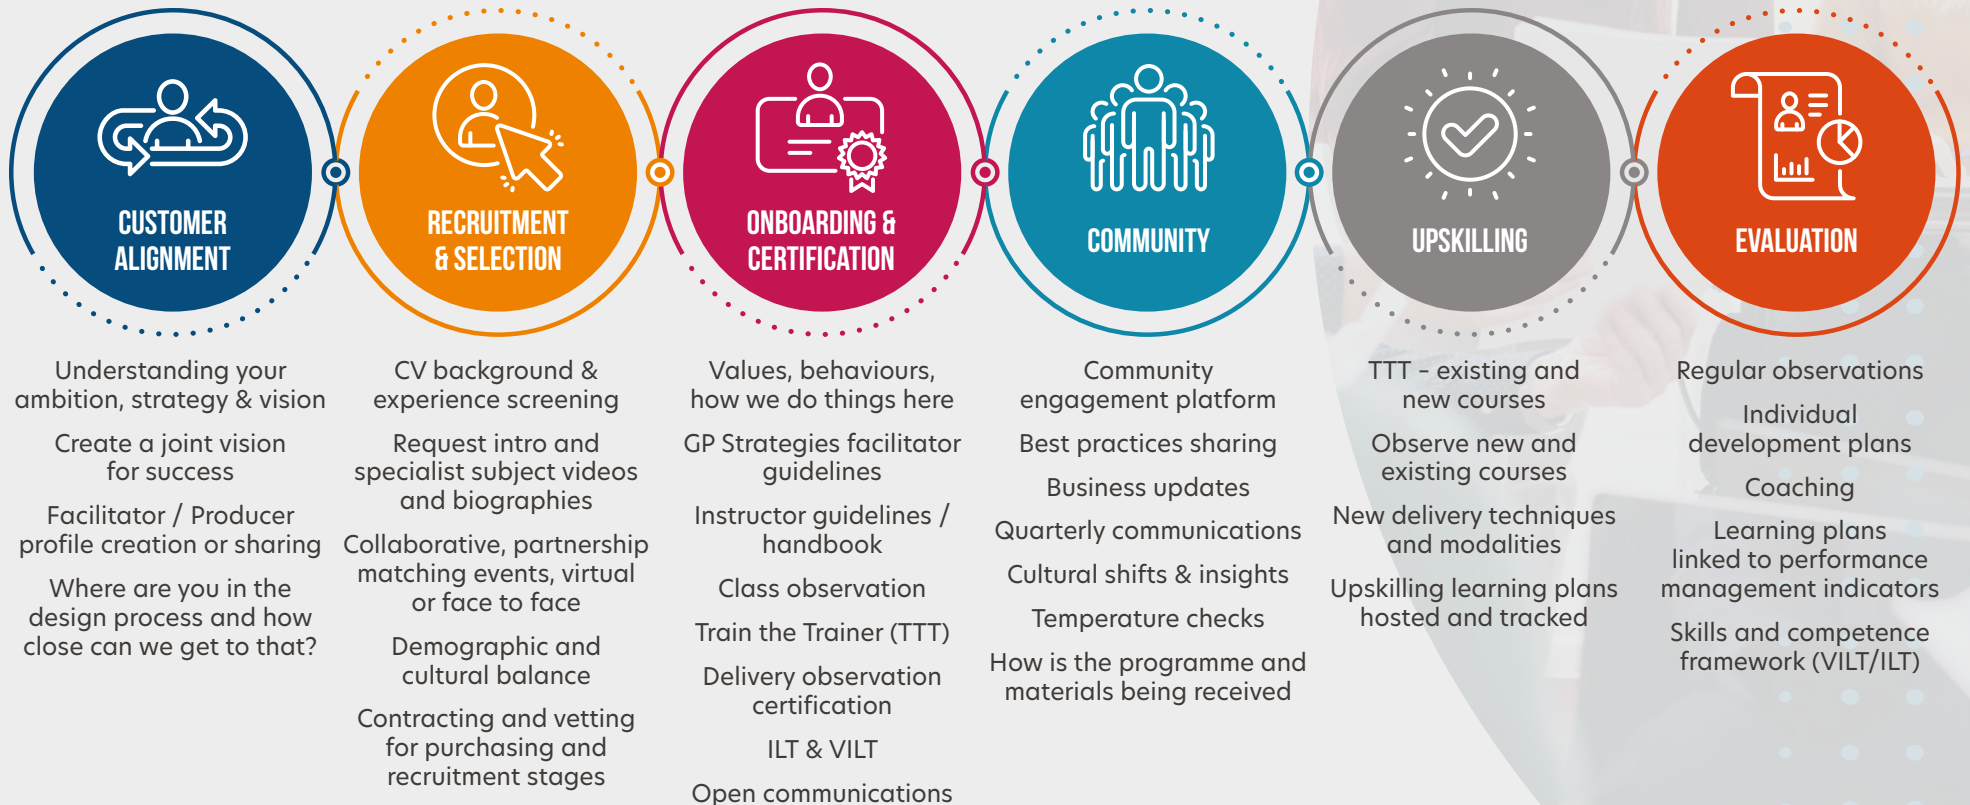 CUSTOMER
ALIGNMENT
Understanding your
ambition, strategy & vision
Create a joint vision
for success
Facilitator / Producer
profile creation or sharing
Where are you in the
design process and how
close can we get to that?
RECRUITMENT
& SELECTION
CV background &
experience screening
Request intro and
specialist subject videos
and biographies
Collaborative, partnership
matching events, virtual
or face to face
Demographic and
cultural balance
Contracting and vetting
for purchasing and
recruitment stages
ONBOARDING &
CERTIFICATION
Values, behaviours,
how we do things here
GP Strategies facilitator
guidelines
Instructor guidelines /
handbook
Class observation
Train the Trainer (TTT)
Delivery observation
certification
ILT & VILT
Open communications
COMMUNITY
Community
engagement platform
Best practices sharing
Business updates
Quarterly communications
Cultural shifts & insights
Temperature checks
How is the programme and
materials being received
UPSKILLING
TTT – existing and
new courses
Observe new and
existing courses
New delivery techniques
and modalities
Upskilling learning plans
hosted and tracked
EVALUATION
Regular observations
Individual
development plans
Coaching
Learning plans
linked to performance
management indicators
Skills and competence
framework (VILT/ILT)